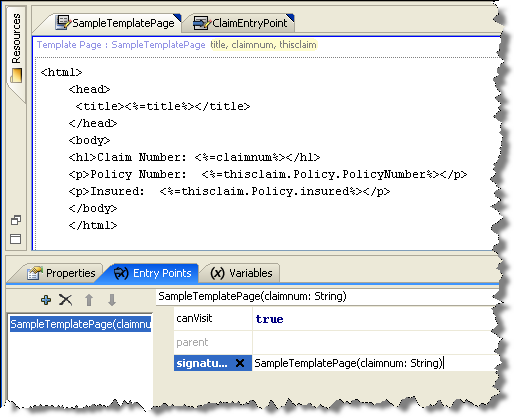 Resources
SampleTemplatePage ClaimEntryPoint
Template Page : SampleTemplatePage title, claimnum, thisclaim
<html>
<head>
<title><%=title%></title>
</head>
<body>
<hl>Claim Number: <%=claimnum%></hl>
<p>Policy Number: <%=thisclaim.Policy.PolicyNumber%></p>
<p>Insured: <%=thisclaim.Policy.insured%></p>
</body>
</html>
Properties Entry Points (x) Variables
SampleTemplatePage(claimnum: String)
SampleTemplatePage(claimnu
canVisit true
parent
signatu... SampleTemplatePage(claimnum: String)